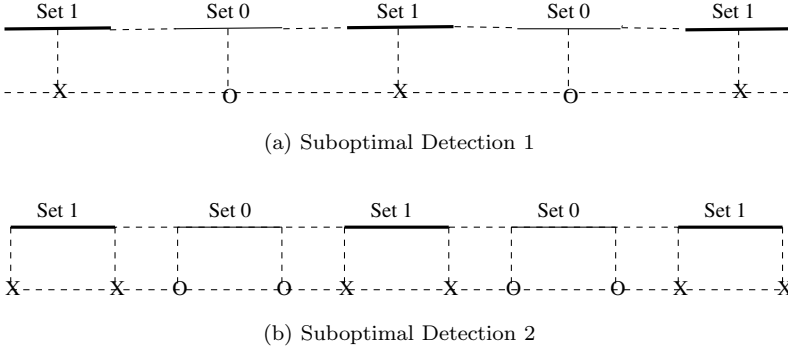 Set 1 Set 0 Set 1 Set 0 Set 1
X O X O X
(a) Suboptimal Detection 1
Set 1 Set 0 Set 1 Set 0 Set 1
X X O O X X O O X X
(b) Suboptimal Detection 2